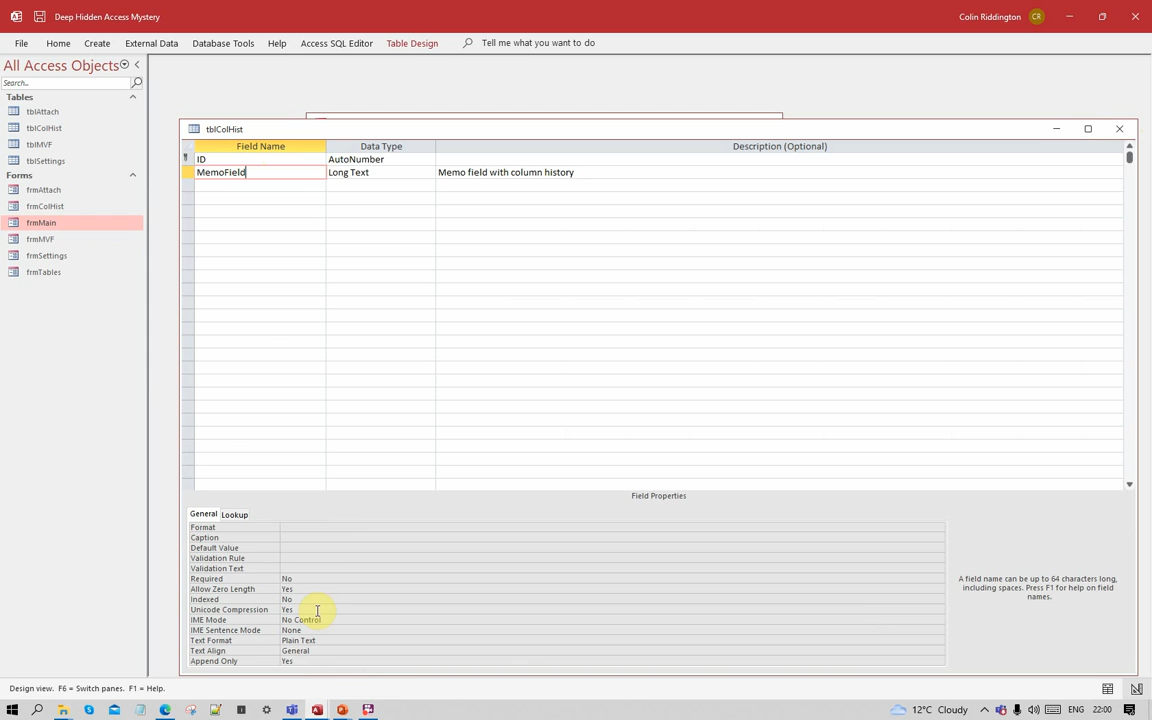 Deep Hidden Access Mystery
Colin Riddington CR
File Home Create External Data Database Tools Help Access SQL Editor Table Design Tell me what you want to do
All Access Objects
Search...
Tables
tblAttach
tblColHist
tblMVF
tblSettings
Forms
frmAttach
frmColHist
frmMain
frmMVF
frmSettings
frmTables
tblColHist
Field Name Data Type Description (Optional)
ID AutoNumber
MemoField Long Text Memo field with column history
Field Properties
General Lookup
Format
Caption
Default Value
Validation Rule
Validation Text
Required No
Allow Zero Length Yes
Indexed No
Unicode Compression Yes
IME Mode No Control
IME Sentence Mode None
Text Format Plain Text
Text Align General
Append Only Yes
A field name can be up to 64 characters long,
including spaces. Press F1 for help on field
names.
Design view. F6 = Switch panes. F1 = Help.
12°C Cloudy ENG 22:00